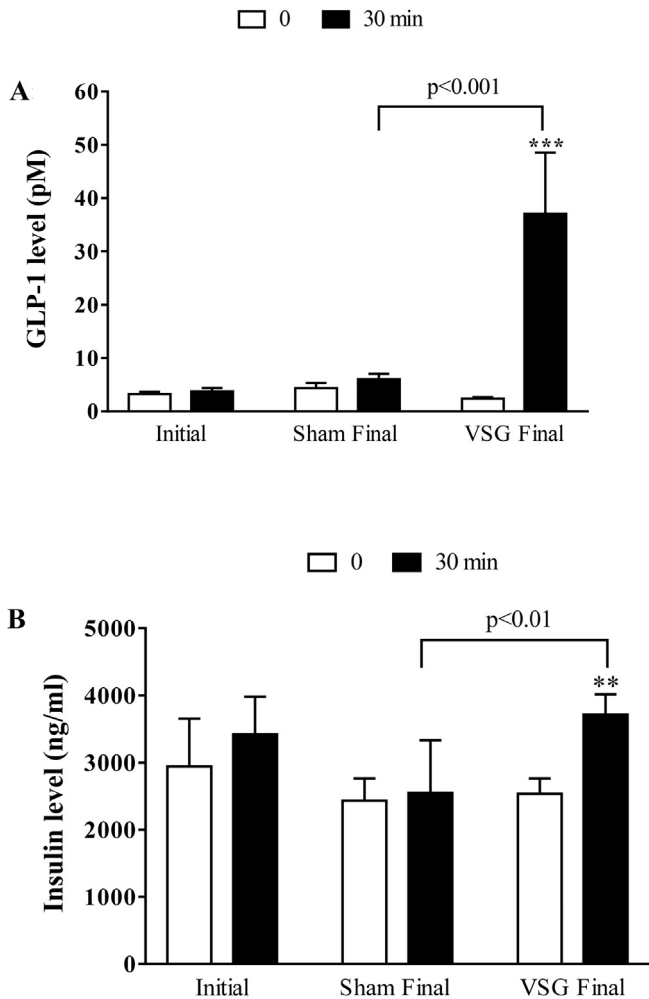 0 30 min
A
p<0.001
***
60
50
40
30
20
10
0
GLP-1 level (pM)
Initial Sham Final VSG Final
0 30 min
B
p<0.01
**
5000
4000
3000
2000
1000
0
Insulin level (ng/ml)
Initial Sham Final VSG Final